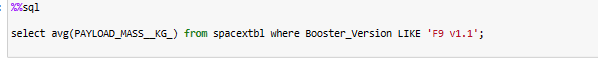 %%sql
select avg(PAYLOAD_MASS__KG_) from spacextbl where Booster_Version LIKE 'F9 v1.1';